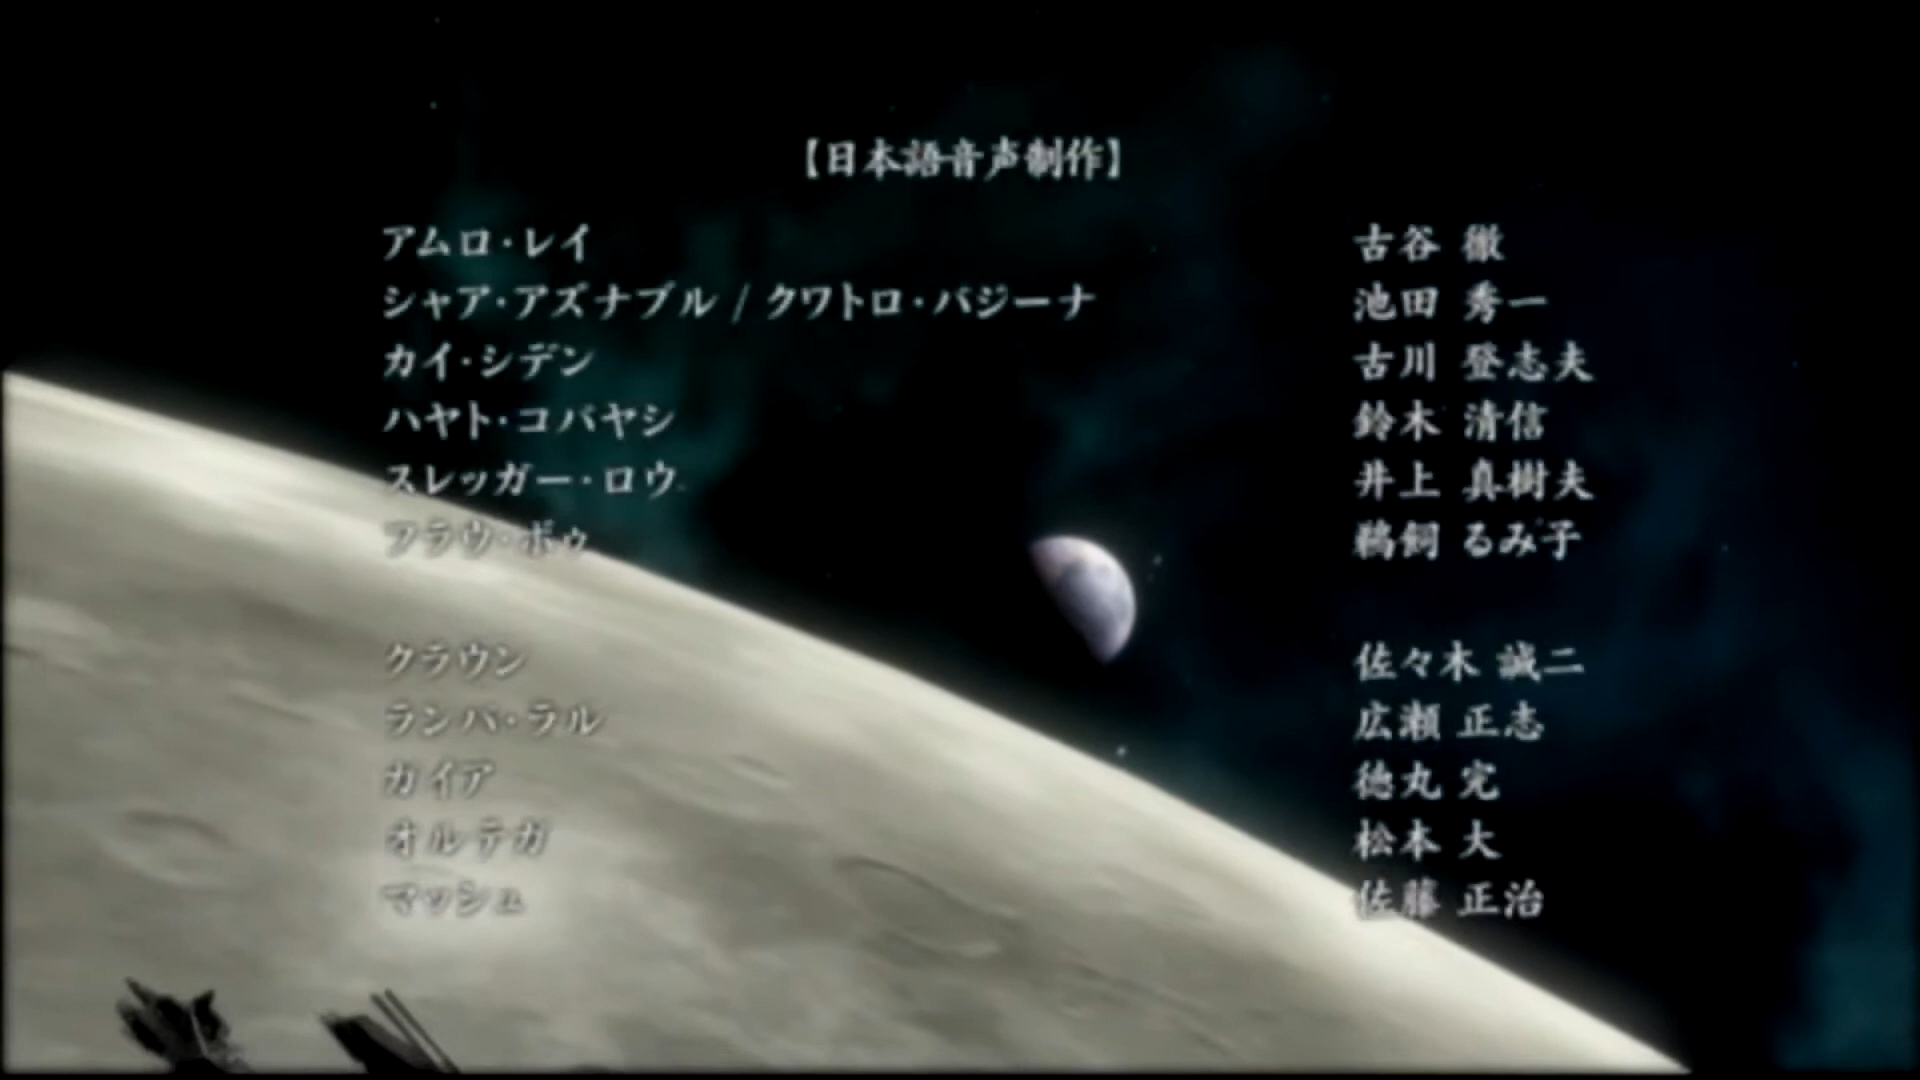 【日本語音声制作】
アムロ・レイ 古谷 徹
シャア・アズナブル / クワトロ・バジーナ 池田 秀一
カイ・シデン 古川 登志夫
ハヤト・コバヤシ 鈴木 清信
スレッガー・ロウ 井上 真樹夫
フラウ・ボゥ 鵜飼 るみ子
クラウン 佐々木 誠二
ランバ・ラル 広瀬 正志
ガイア 徳丸 完
オルテガ 松本 大
マッシュ 佐藤 正治